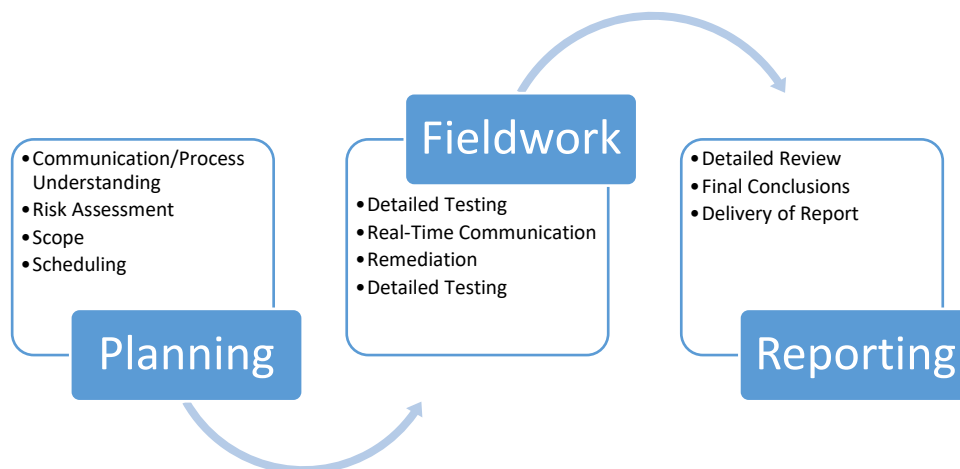 •Communication/Process
Understanding
•Risk Assessment
•Scope
•Scheduling
Planning
Fieldwork
•Detailed Testing
•Real-Time Communication
•Remediation
•Detailed Testing
•Detailed Review
•Final Conclusions
•Delivery of Report
Reporting